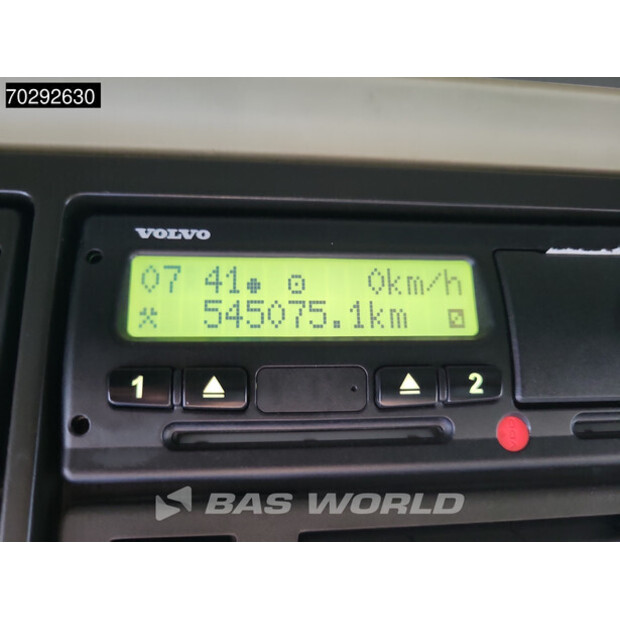 70292630
VOLVO
07 41 0km/h
545075.1km
1 2
BAS WORLD